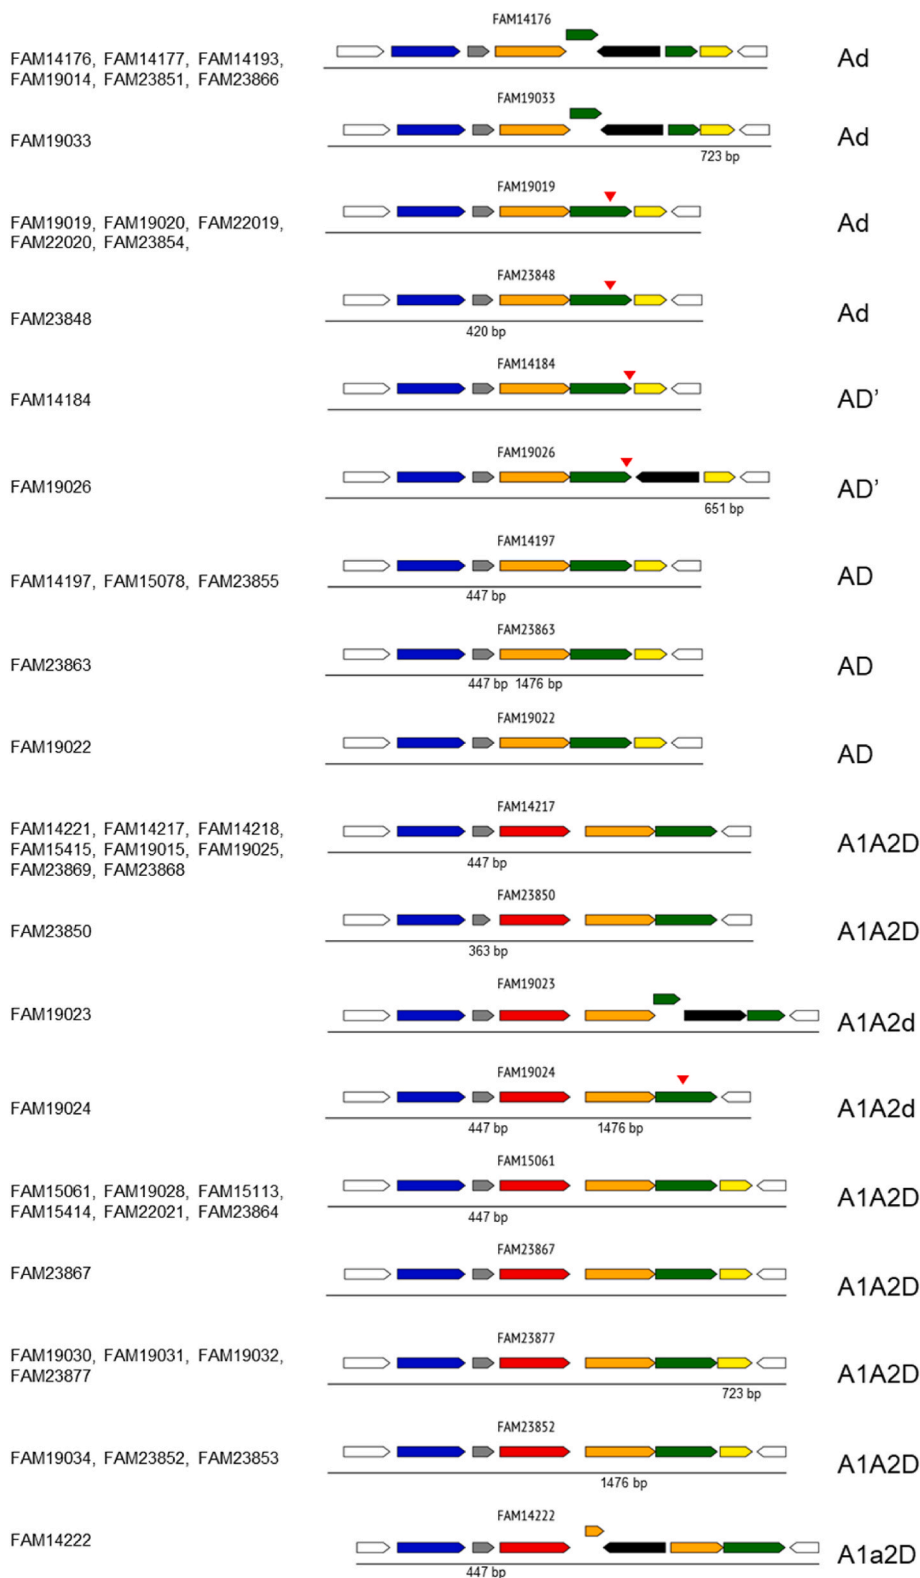 FAM14176
FAM14176, FAM14177, FAM14193,
FAM19014, FAM23851, FAM23866
Ad
FAM19033
FAM19033
Ad
723 bp
FAM19019
FAM19019, FAM19020, FAM22019,
FAM22020, FAM23854,
Ad
FAM23848
FAM23848
Ad
420 bp
FAM14184
FAM14184
AD’
FAM19026
FAM19026
AD’
651 bp
FAM14197
FAM14197, FAM15078, FAM23855
AD
447 bp
FAM23863
FAM23863
AD
447 bp 1476 bp
FAM19022
FAM19022
AD
FAM14217
FAM14221, FAM14217, FAM14218,
FAM15415, FAM19015, FAM19025,
FAM23869, FAM23868
A1A2D
447 bp
FAM23850
FAM23850
A1A2D
363 bp
FAM19023
FAM19023
A1A2d
FAM19024
FAM19024
A1A2d
447 bp 1476 bp
FAM15061
FAM15061, FAM19028, FAM15113,
FAM15414, FAM22021, FAM23864
A1A2D
447 bp
FAM23867
FAM23867
A1A2D
FAM23877
FAM19030, FAM19031, FAM19032,
FAM23877
A1A2D
723 bp
FAM23852
FAM19034, FAM23852, FAM23853
A1A2D
1476 bp
FAM14222
FAM14222
A1a2D
447 bp